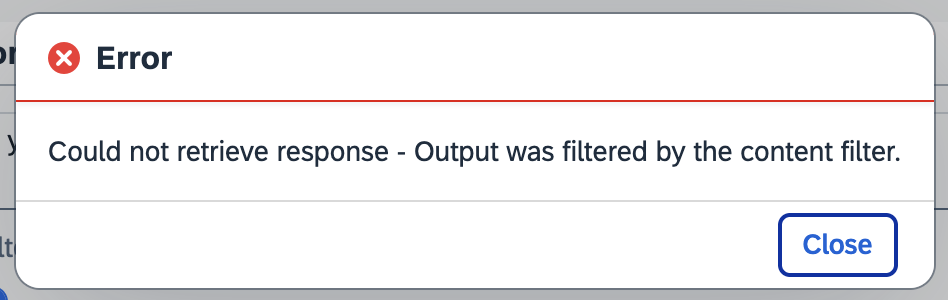 Error
Could not retrieve response - Output was filtered by the content filter.
Close